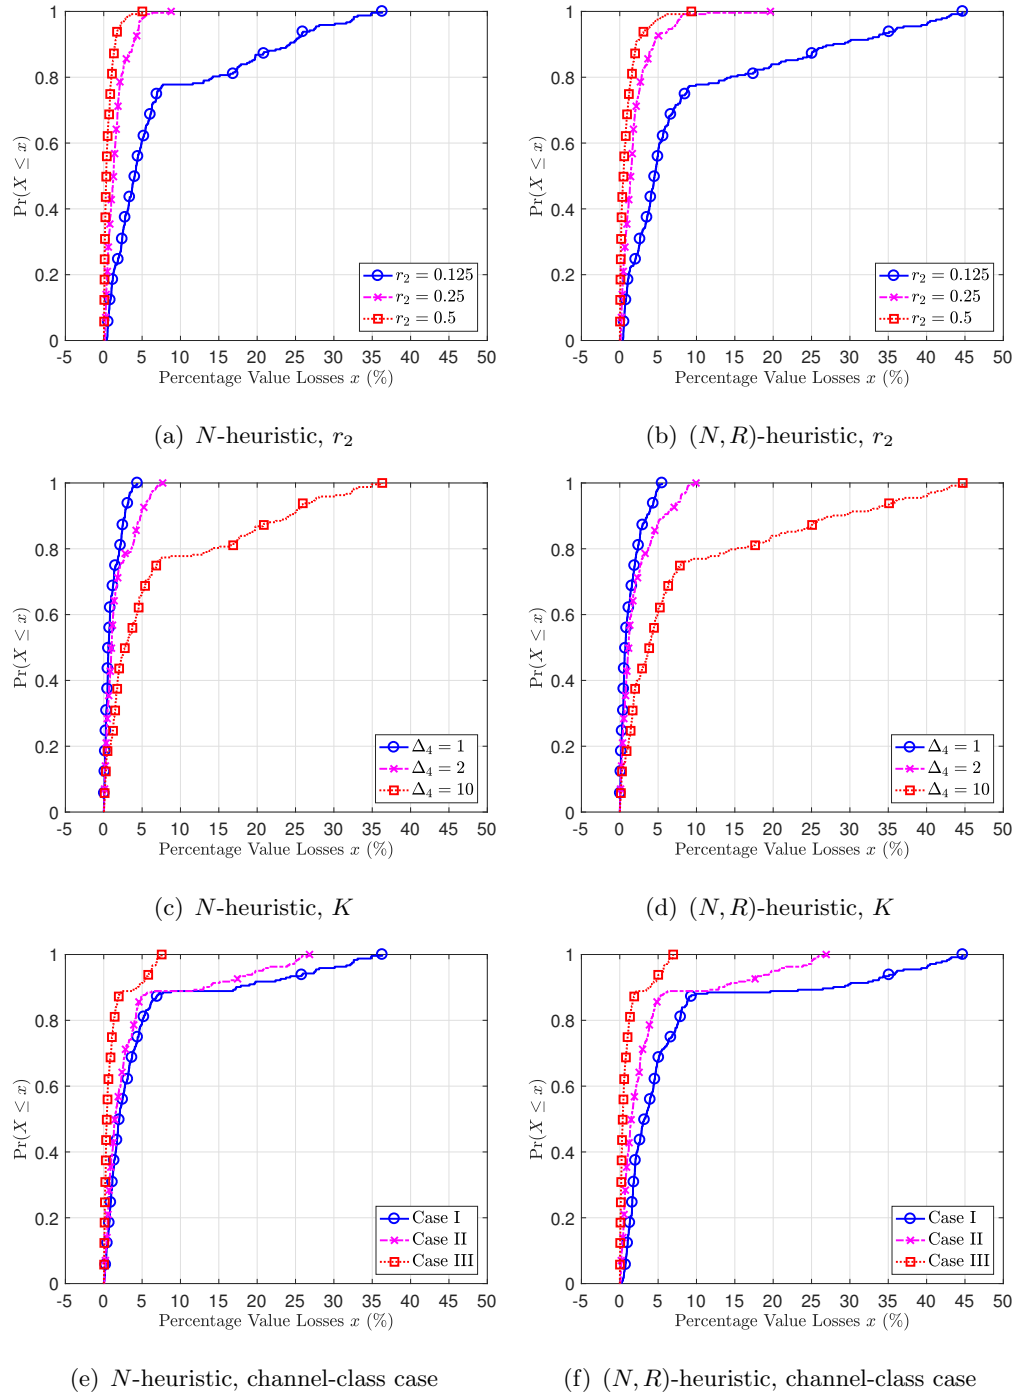 1
0.8
0.6
0.4
0.2
0
Pr(X ≤ x)
r₂ = 0.125
r₂ = 0.25
r₂ = 0.5
-5 0 5 10 15 20 25 30 35 40 45 50
Percentage Value Losses x (%)
(a) N-heuristic, r₂
1
0.8
0.6
0.4
0.2
0
Pr(X ≤ x)
r₂ = 0.125
r₂ = 0.25
r₂ = 0.5
-5 0 5 10 15 20 25 30 35 40 45 50
Percentage Value Losses x (%)
(b) (N, R)-heuristic, r₂
1
0.8
0.6
0.4
0.2
0
Pr(X ≤ x)
Δ₄ = 1
Δ₄ = 2
Δ₄ = 10
-5 0 5 10 15 20 25 30 35 40 45 50
Percentage Value Losses x (%)
(c) N-heuristic, K
1
0.8
0.6
0.4
0.2
0
Pr(X ≤ x)
Δ₄ = 1
Δ₄ = 2
Δ₄ = 10
-5 0 5 10 15 20 25 30 35 40 45 50
Percentage Value Losses x (%)
(d) (N, R)-heuristic, K
1
0.8
0.6
0.4
0.2
0
Pr(X ≤ x)
Case I
Case II
Case III
-5 0 5 10 15 20 25 30 35 40 45 50
Percentage Value Losses x (%)
(e) N-heuristic, channel-class case
1
0.8
0.6
0.4
0.2
0
Pr(X ≤ x)
Case I
Case II
Case III
-5 0 5 10 15 20 25 30 35 40 45 50
Percentage Value Losses x (%)
(f) (N, R)-heuristic, channel-class case